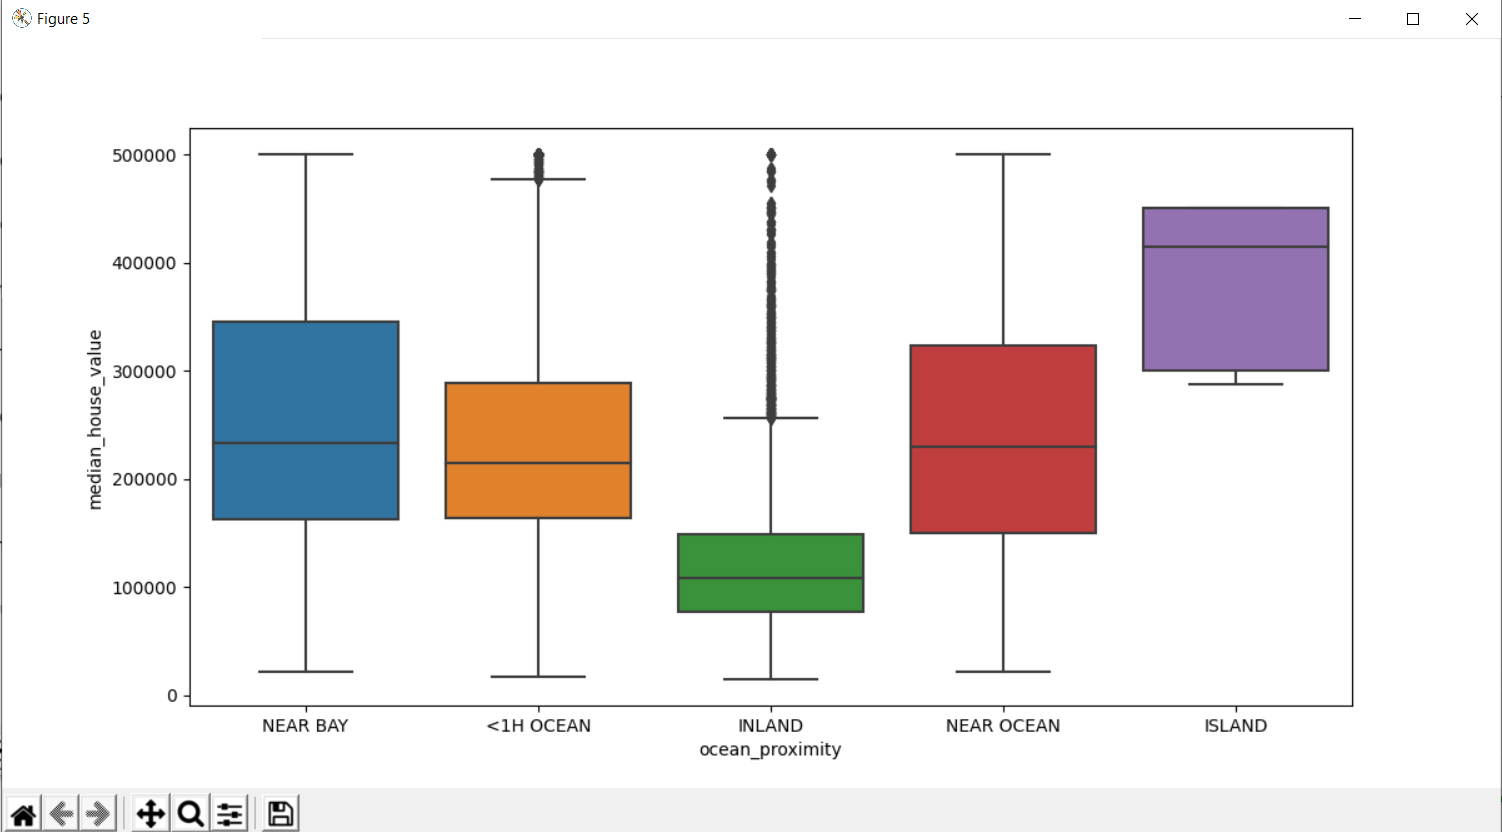 Figure 5
500000
400000
300000
200000
100000
0
median_house_value
NEAR BAY <1H OCEAN INLAND NEAR OCEAN ISLAND
ocean_proximity